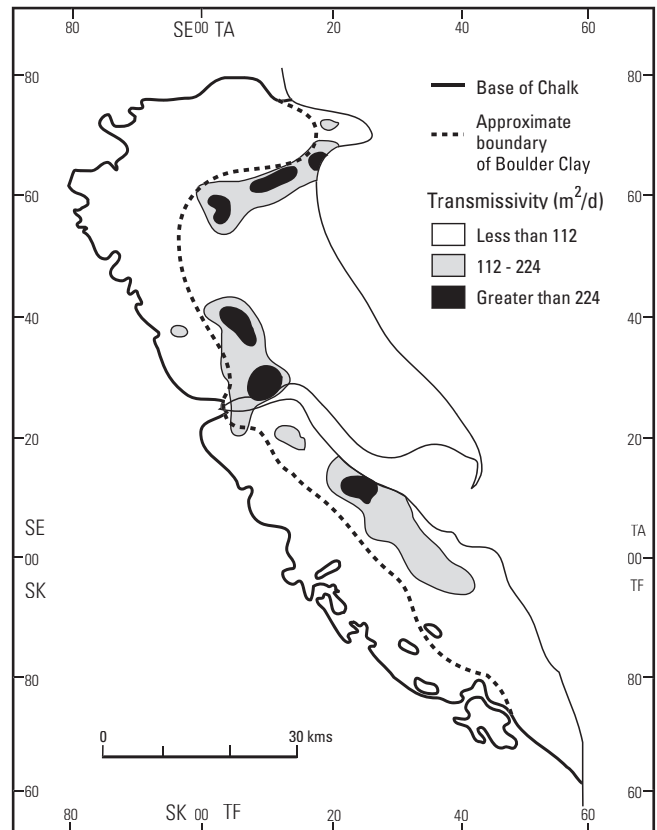 80 SE 00 TA 20 40 60
80 80
60 60
40 40
20 20
SE TA
00 00
SK TF
80 80
60 60
80 SK 00 TF 20 40 60
Base of Chalk
Approximate
boundary
of Boulder Clay
Transmissivity (m²/d)
Less than 112
112 - 224
Greater than 224
0 30 kms